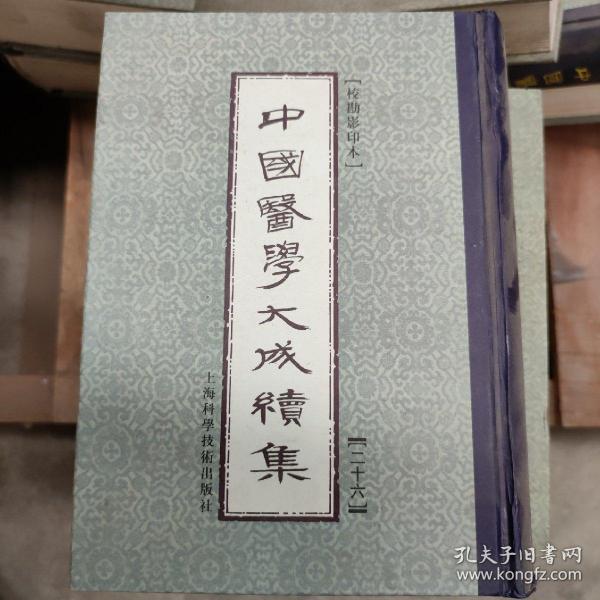 [校勘影印本]
中國醫學大成續集
[二十六]
上海科學技術出版社
孔夫子旧书网
www.kongfz.com